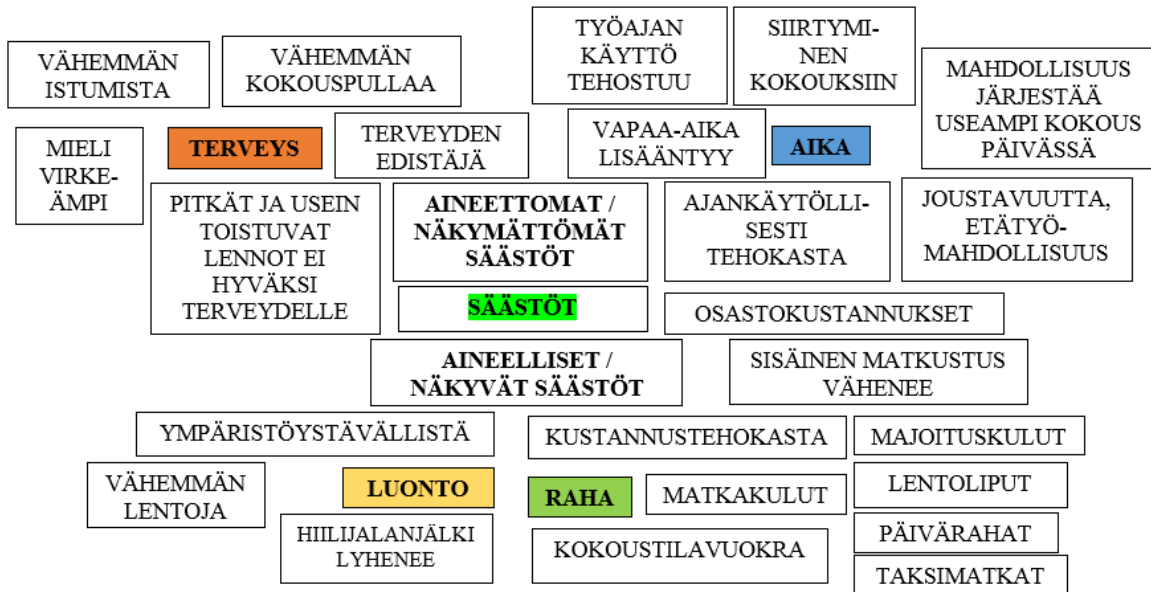 VÄHEMMÄN
ISTUMISTA
VÄHEMMÄN
KOKOUSPULLAA
TYÖAJAN
KÄYTTÖ
TEHOSTUU
SIIRTYMI-
NEN
KOKOUKSIIN
MAHDOLLISUUS
JÄRJESTÄÄ
USEAMPI KOKOUS
PÄIVÄSSÄ
MIELI
VIRKE-
ÄMPI
TERVEYS
TERVEYDEN
EDISTÄJÄ
VAPAA-AIKA
LISÄÄNTYY
AIKA
PITKÄT JA USEIN
TOISTUVAT
LENNOT EI
HYVÄKSI
TERVEYDELLE
AINEETTOMAT /
NÄKYMÄTTÖMÄT
SÄÄSTÖT
AJANKÄYTÖLLI-
SESTI
TEHOKASTA
JOUSTAVUUTTA,
ETÄTYÖ-
MAHDOLLISUUS
SÄÄSTÖT
OSASTOKUSTANNUKSET
AINEELLISET /
NÄKYVÄT SÄÄSTÖT
SISÄINEN MATKUSTUS
VÄHENEE
YMPÄRISTÖYSTÄVÄLLISTÄ
KUSTANNUSTEHOKASTA
MAJOITUSKULUT
VÄHEMMÄN
LENTOJA
LUONTO
RAHA
MATKAKULUT
LENTOLIPUT
HIILIJALANJÄLKI
LYHENEE
KOKOUSTILAVUOKRA
PÄIVÄRAHAT
TAKSIMATKAT